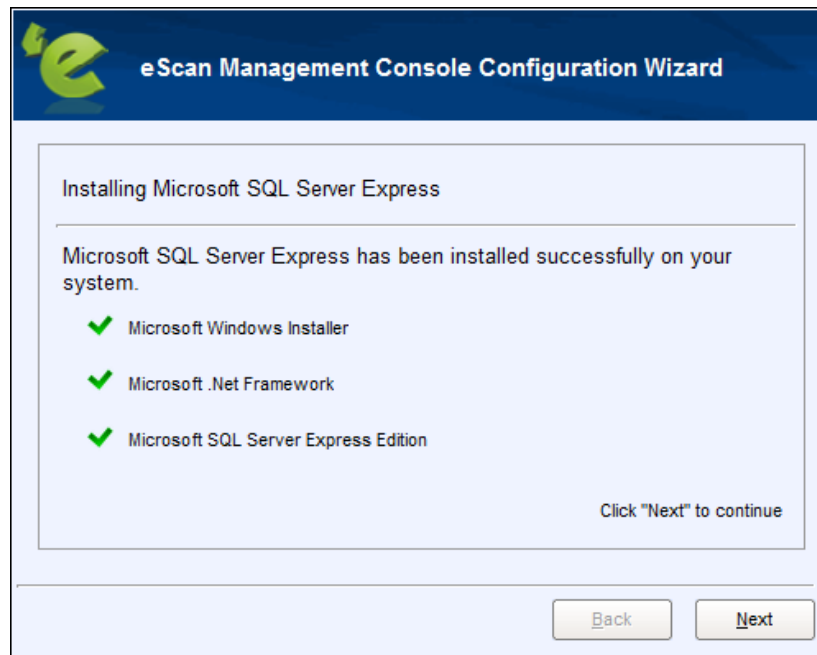 eScan Management Console Configuration Wizard
Installing Microsoft SQL Server Express
Microsoft SQL Server Express has been installed successfully on your
system.
Microsoft Windows Installer
Microsoft .Net Framework
Microsoft SQL Server Express Edition
Click "Next" to continue
Back
Next